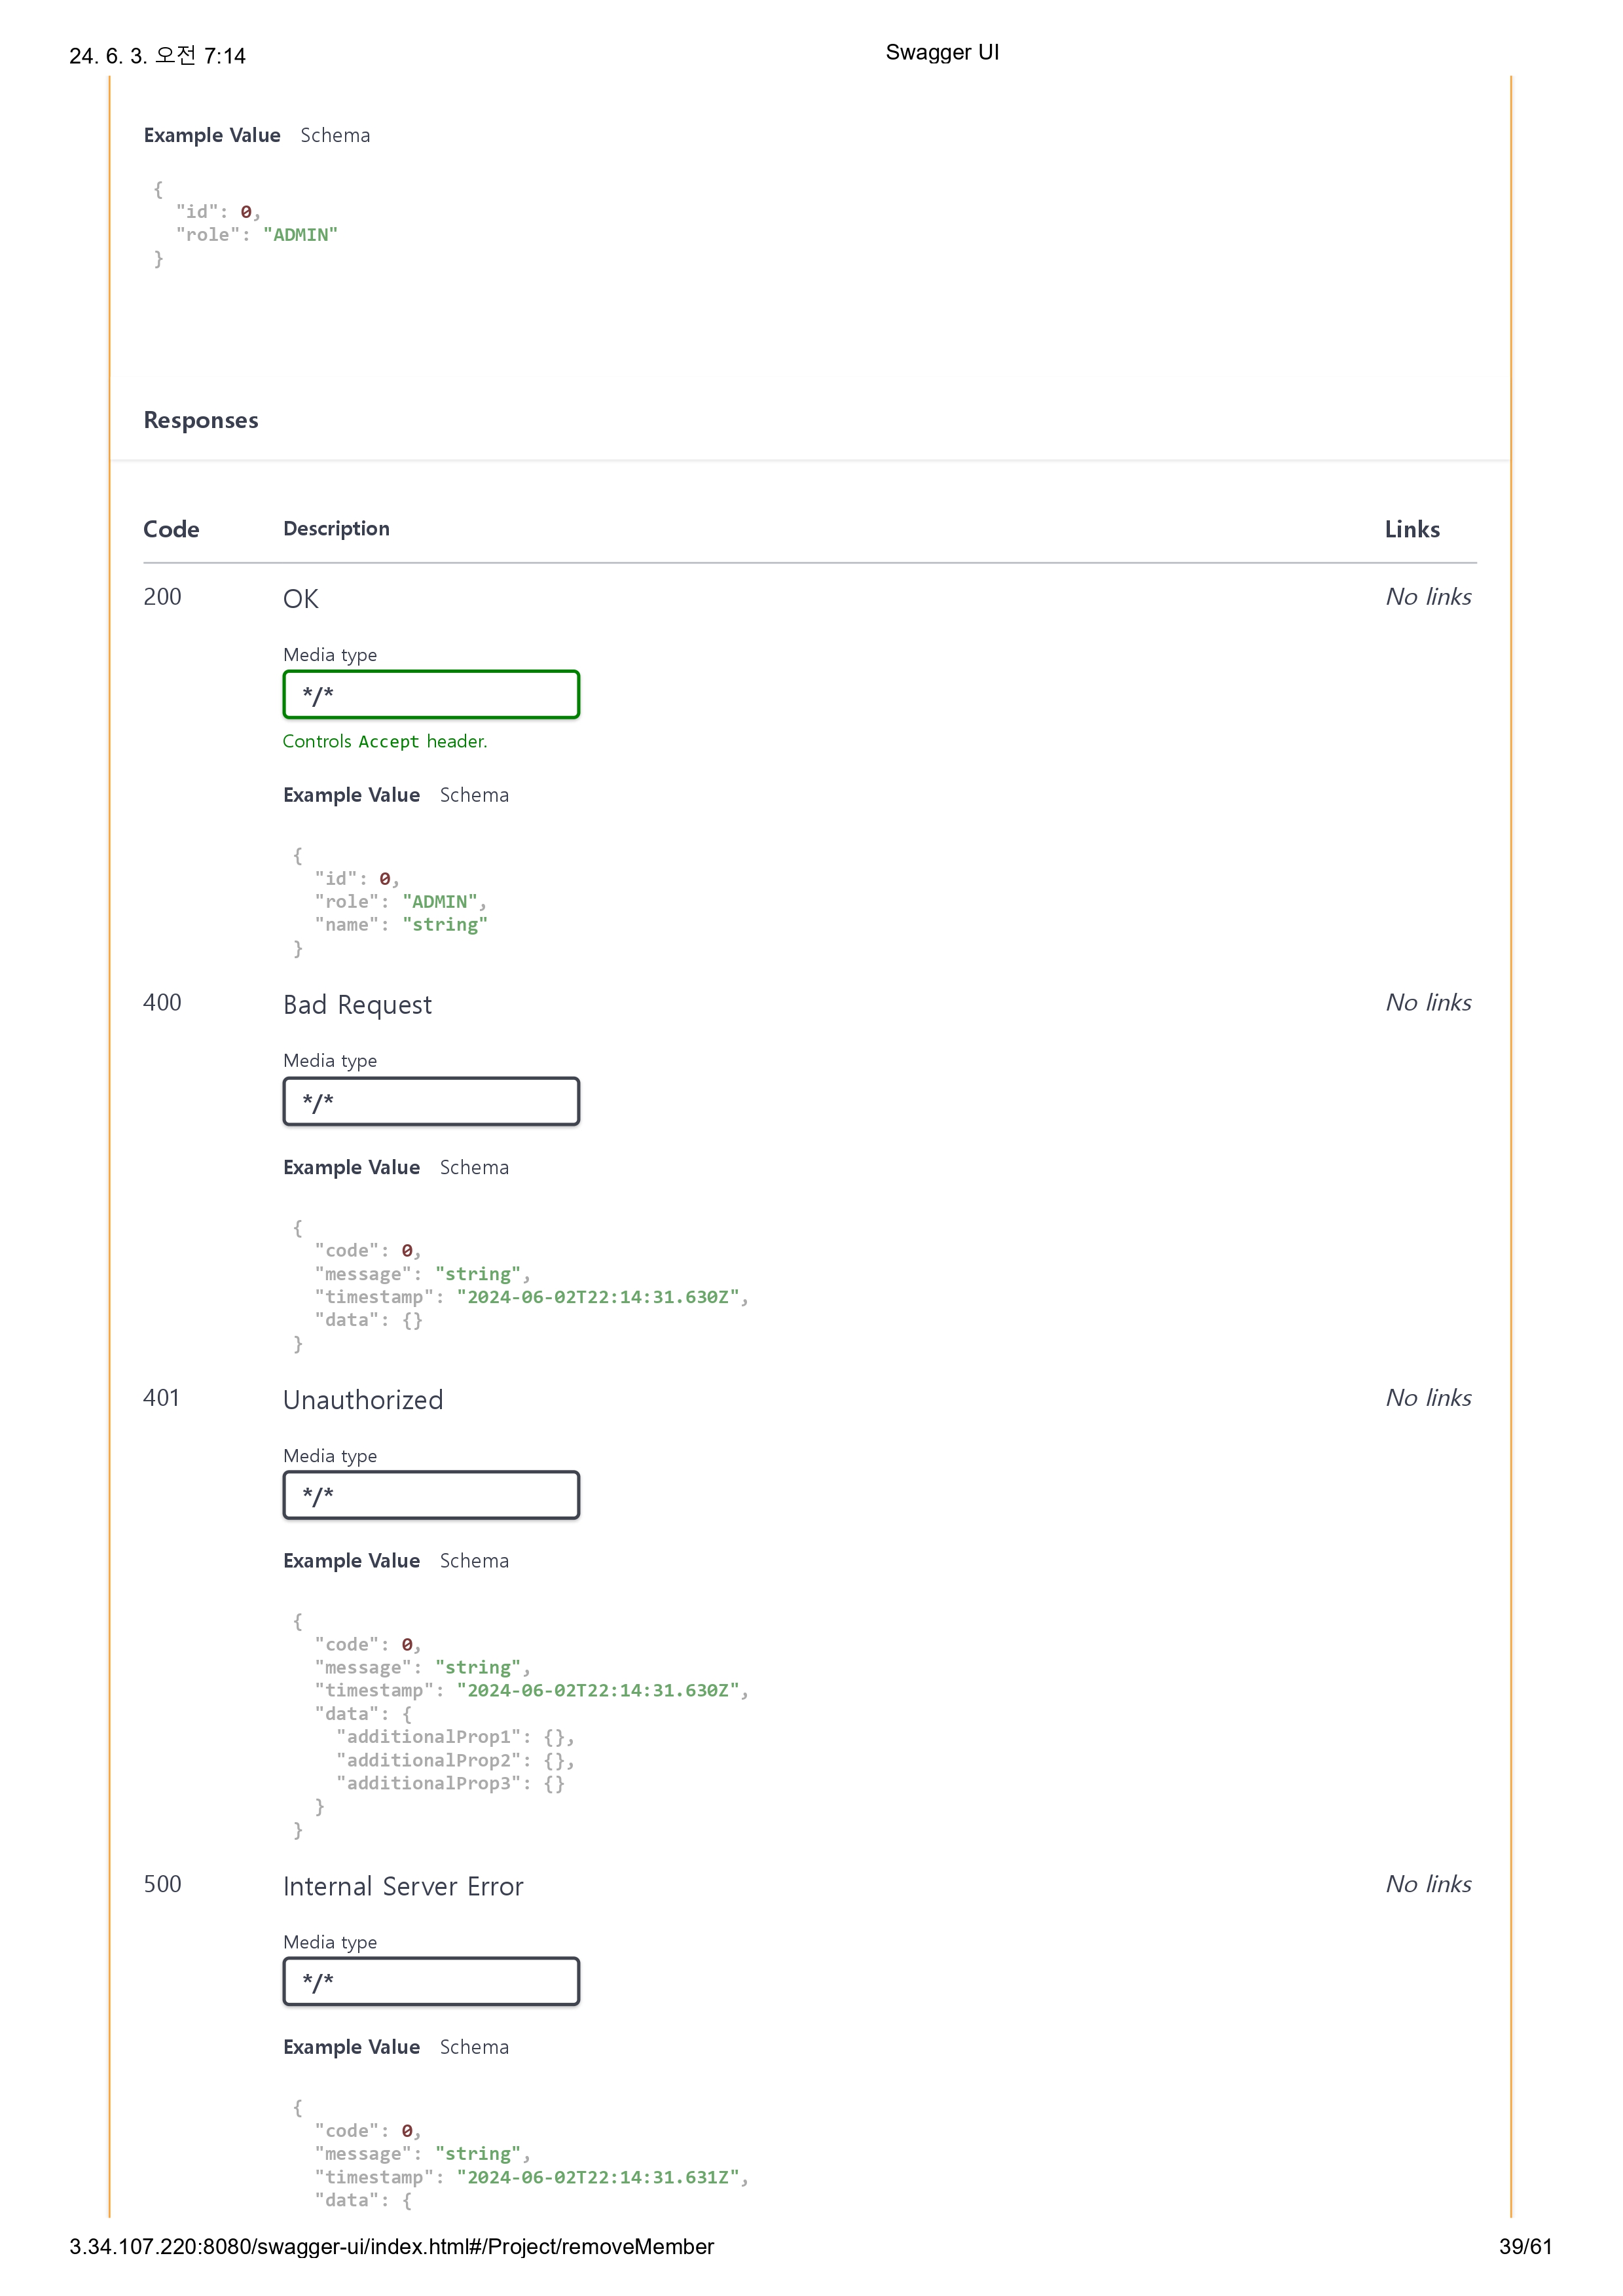 24. 6. 3. 오전 7:14
Swagger UI
Example Value Schema
{
"id": 0,
"role": "ADMIN"
}
Responses
Code Description Links
200 OK No links
Media type
*/*
Controls Accept header.
Example Value Schema
{
"id": 0,
"role": "ADMIN",
"name": "string"
}
400 Bad Request No links
Media type
*/*
Example Value Schema
{
"code": 0,
"message": "string",
"timestamp": "2024-06-02T22:14:31.630Z",
"data": {}
}
401 Unauthorized No links
Media type
*/*
Example Value Schema
{
"code": 0,
"message": "string",
"timestamp": "2024-06-02T22:14:31.630Z",
"data": {
"additionalProp1": {},
"additionalProp2": {},
"additionalProp3": {}
}
}
500 Internal Server Error No links
Media type
*/*
Example Value Schema
{
"code": 0,
"message": "string",
"timestamp": "2024-06-02T22:14:31.631Z",
"data": {
3.34.107.220:8080/swagger-ui/index.html#/Project/removeMember
39/61